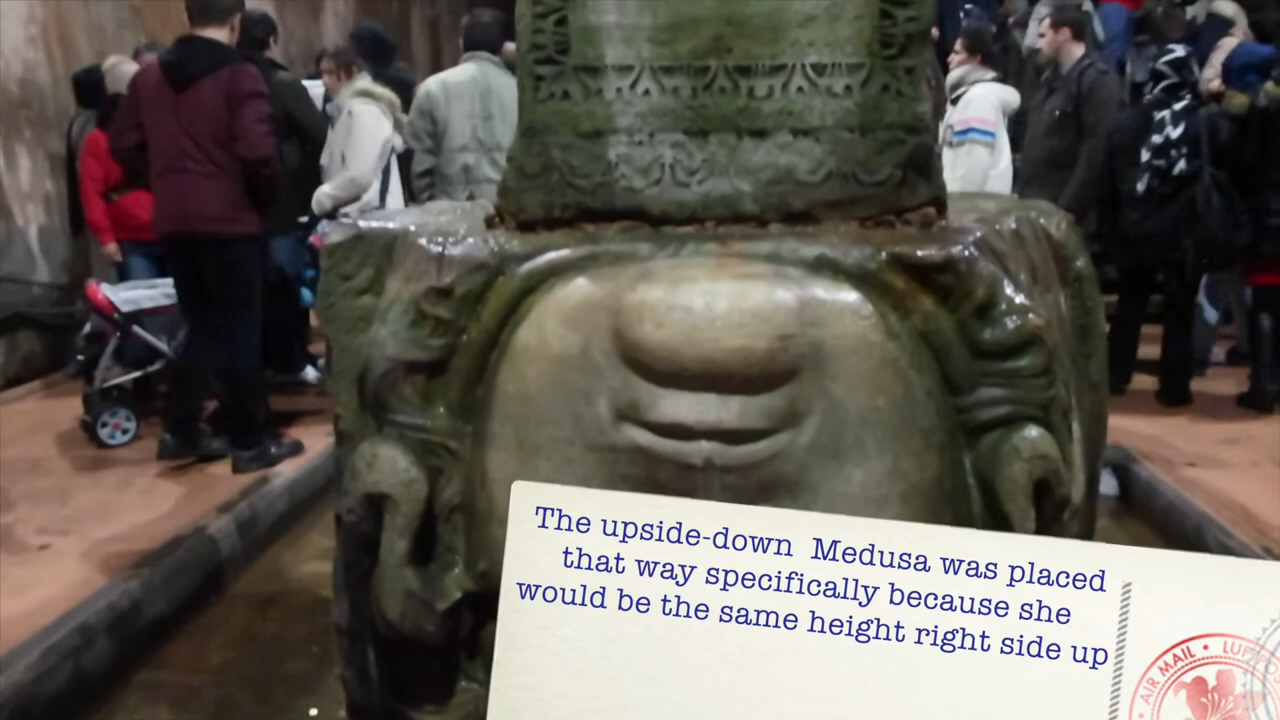 The upside-down  Medusa was placed
that way specifically because she
would be the same height right side up
AIR MAIL